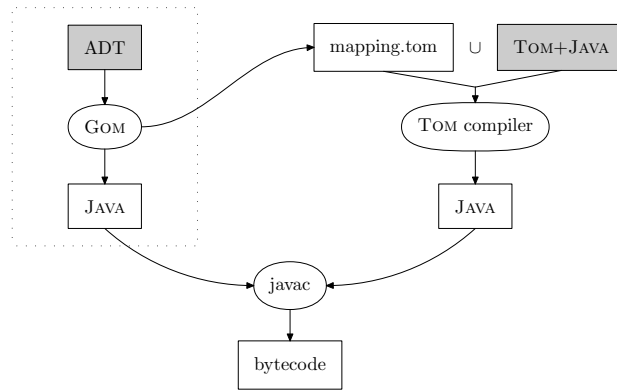 ADT
mapping.tom ∪ TOM+JAVA
GOM
TOM compiler
JAVA
JAVA
javac
bytecode